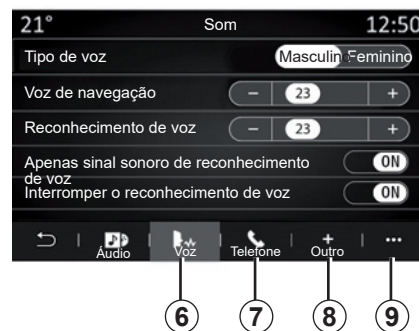 21° Som 12:50
Tipo de voz Masculino Feminino
Voz de navegação − 23 +
Reconhecimento de voz − 23 +
Apenas sinal sonoro de reconhecimento de voz ON
Interromper o reconhecimento de voz ON
Áudio Voz Telefone + Outro •••
6 7 8 9